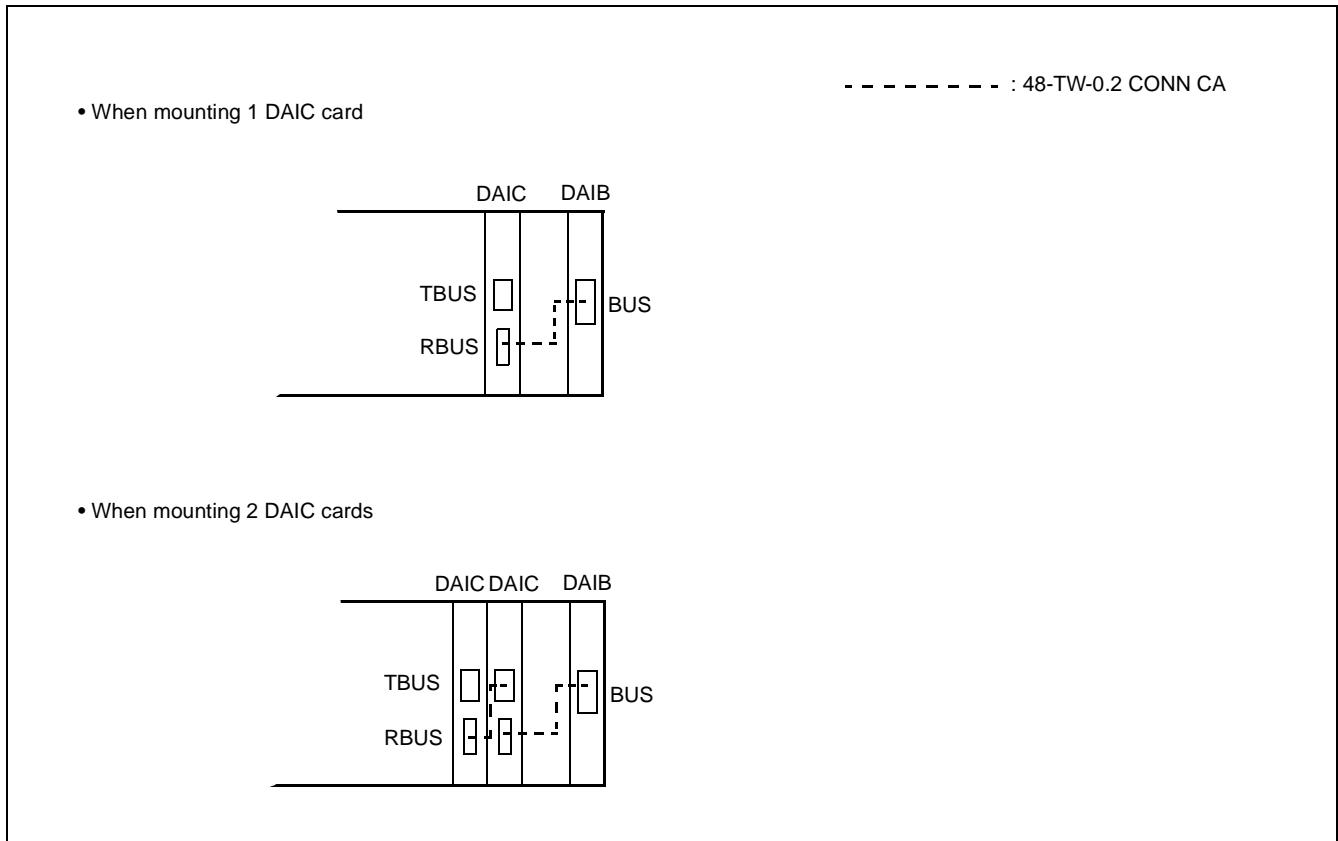 - - - - - - - - - : 48-TW-0.2 CONN CA
• When mounting 1 DAIC card
DAIC DAIB
TBUS
BUS
RBUS
• When mounting 2 DAIC cards
DAIC DAIC DAIB
TBUS
BUS
RBUS